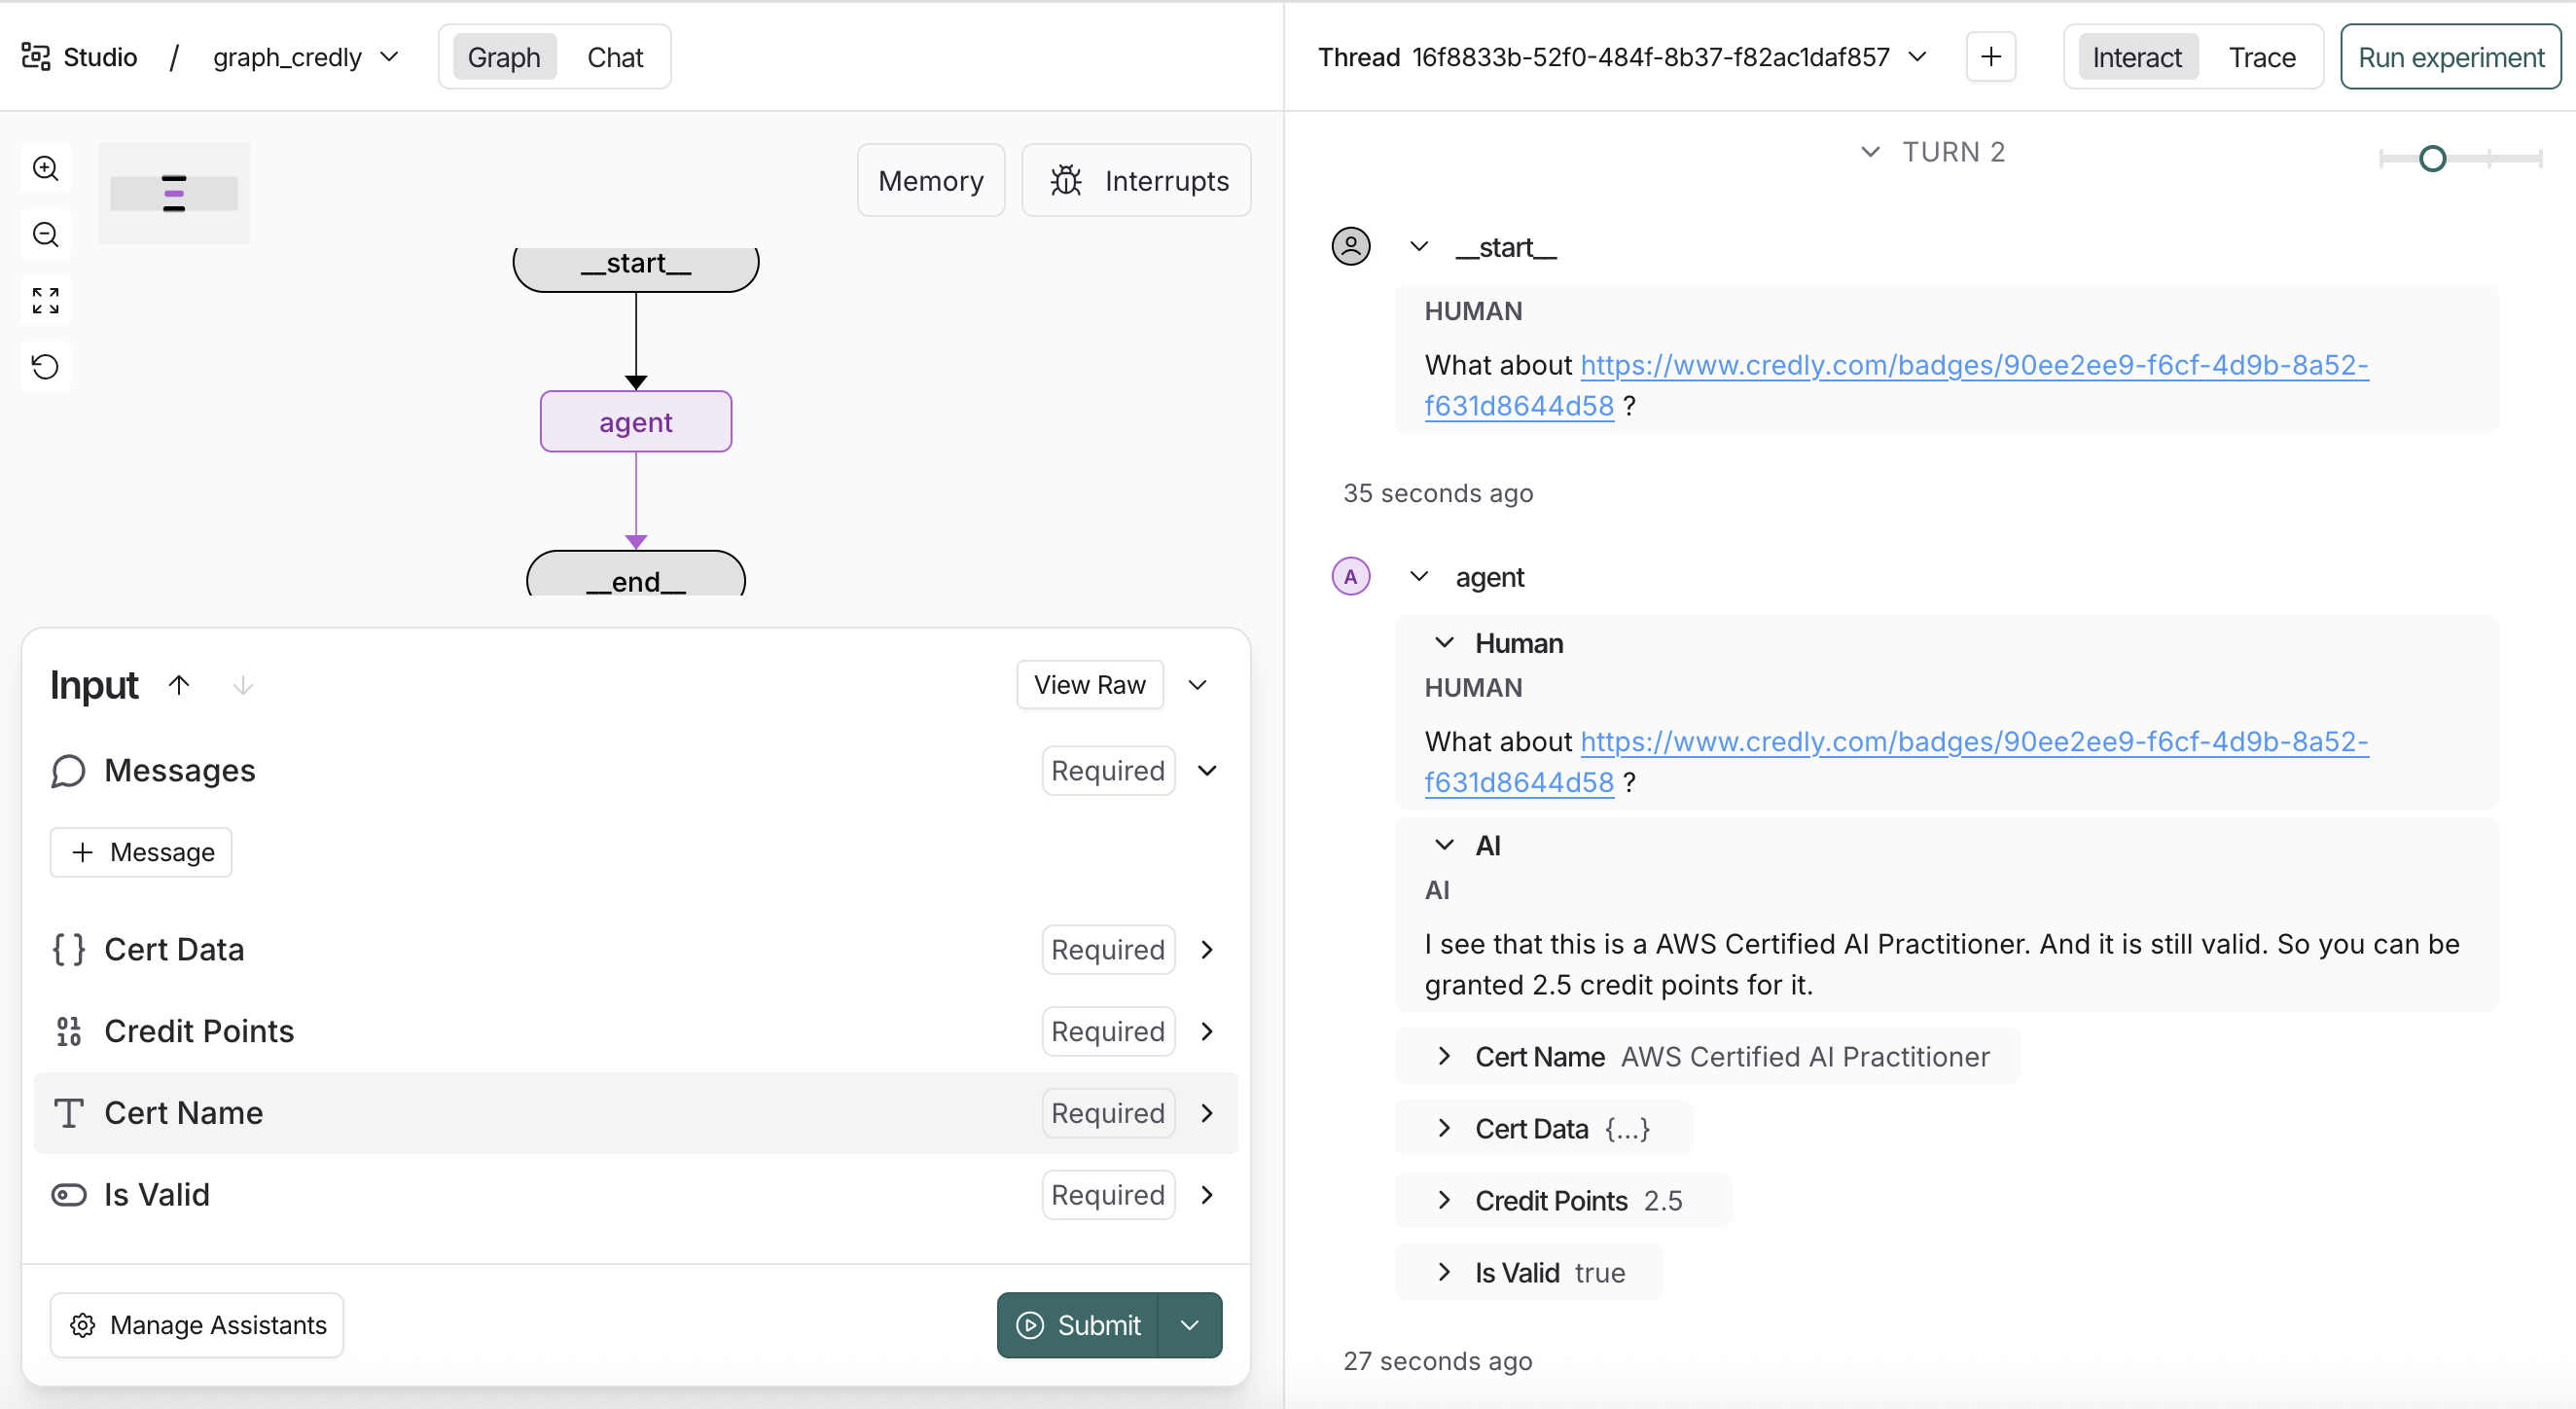 Studio / graph_credly Graph Chat
Thread 16f8833b-52f0-484f-8b37-f82ac1daf857 Interact Trace Run experiment
Memory Interrupts
__start__
agent
__end__
Input View Raw
Messages Required
Message
Cert Data Required
Credit Points Required
Cert Name Required
Is Valid Required
Manage Assistants Submit
TURN 2
__start__
HUMAN
What about https://www.credly.com/badges/90ee2ee9-f6cf-4d9b-8a52-
f631d8644d58 ?
35 seconds ago
A agent
Human
HUMAN
What about https://www.credly.com/badges/90ee2ee9-f6cf-4d9b-8a52-
f631d8644d58 ?
AI
AI
I see that this is a AWS Certified AI Practitioner. And it is still valid. So you can be
granted 2.5 credit points for it.
Cert Name AWS Certified AI Practitioner
Cert Data {...}
Credit Points 2.5
Is Valid true
27 seconds ago